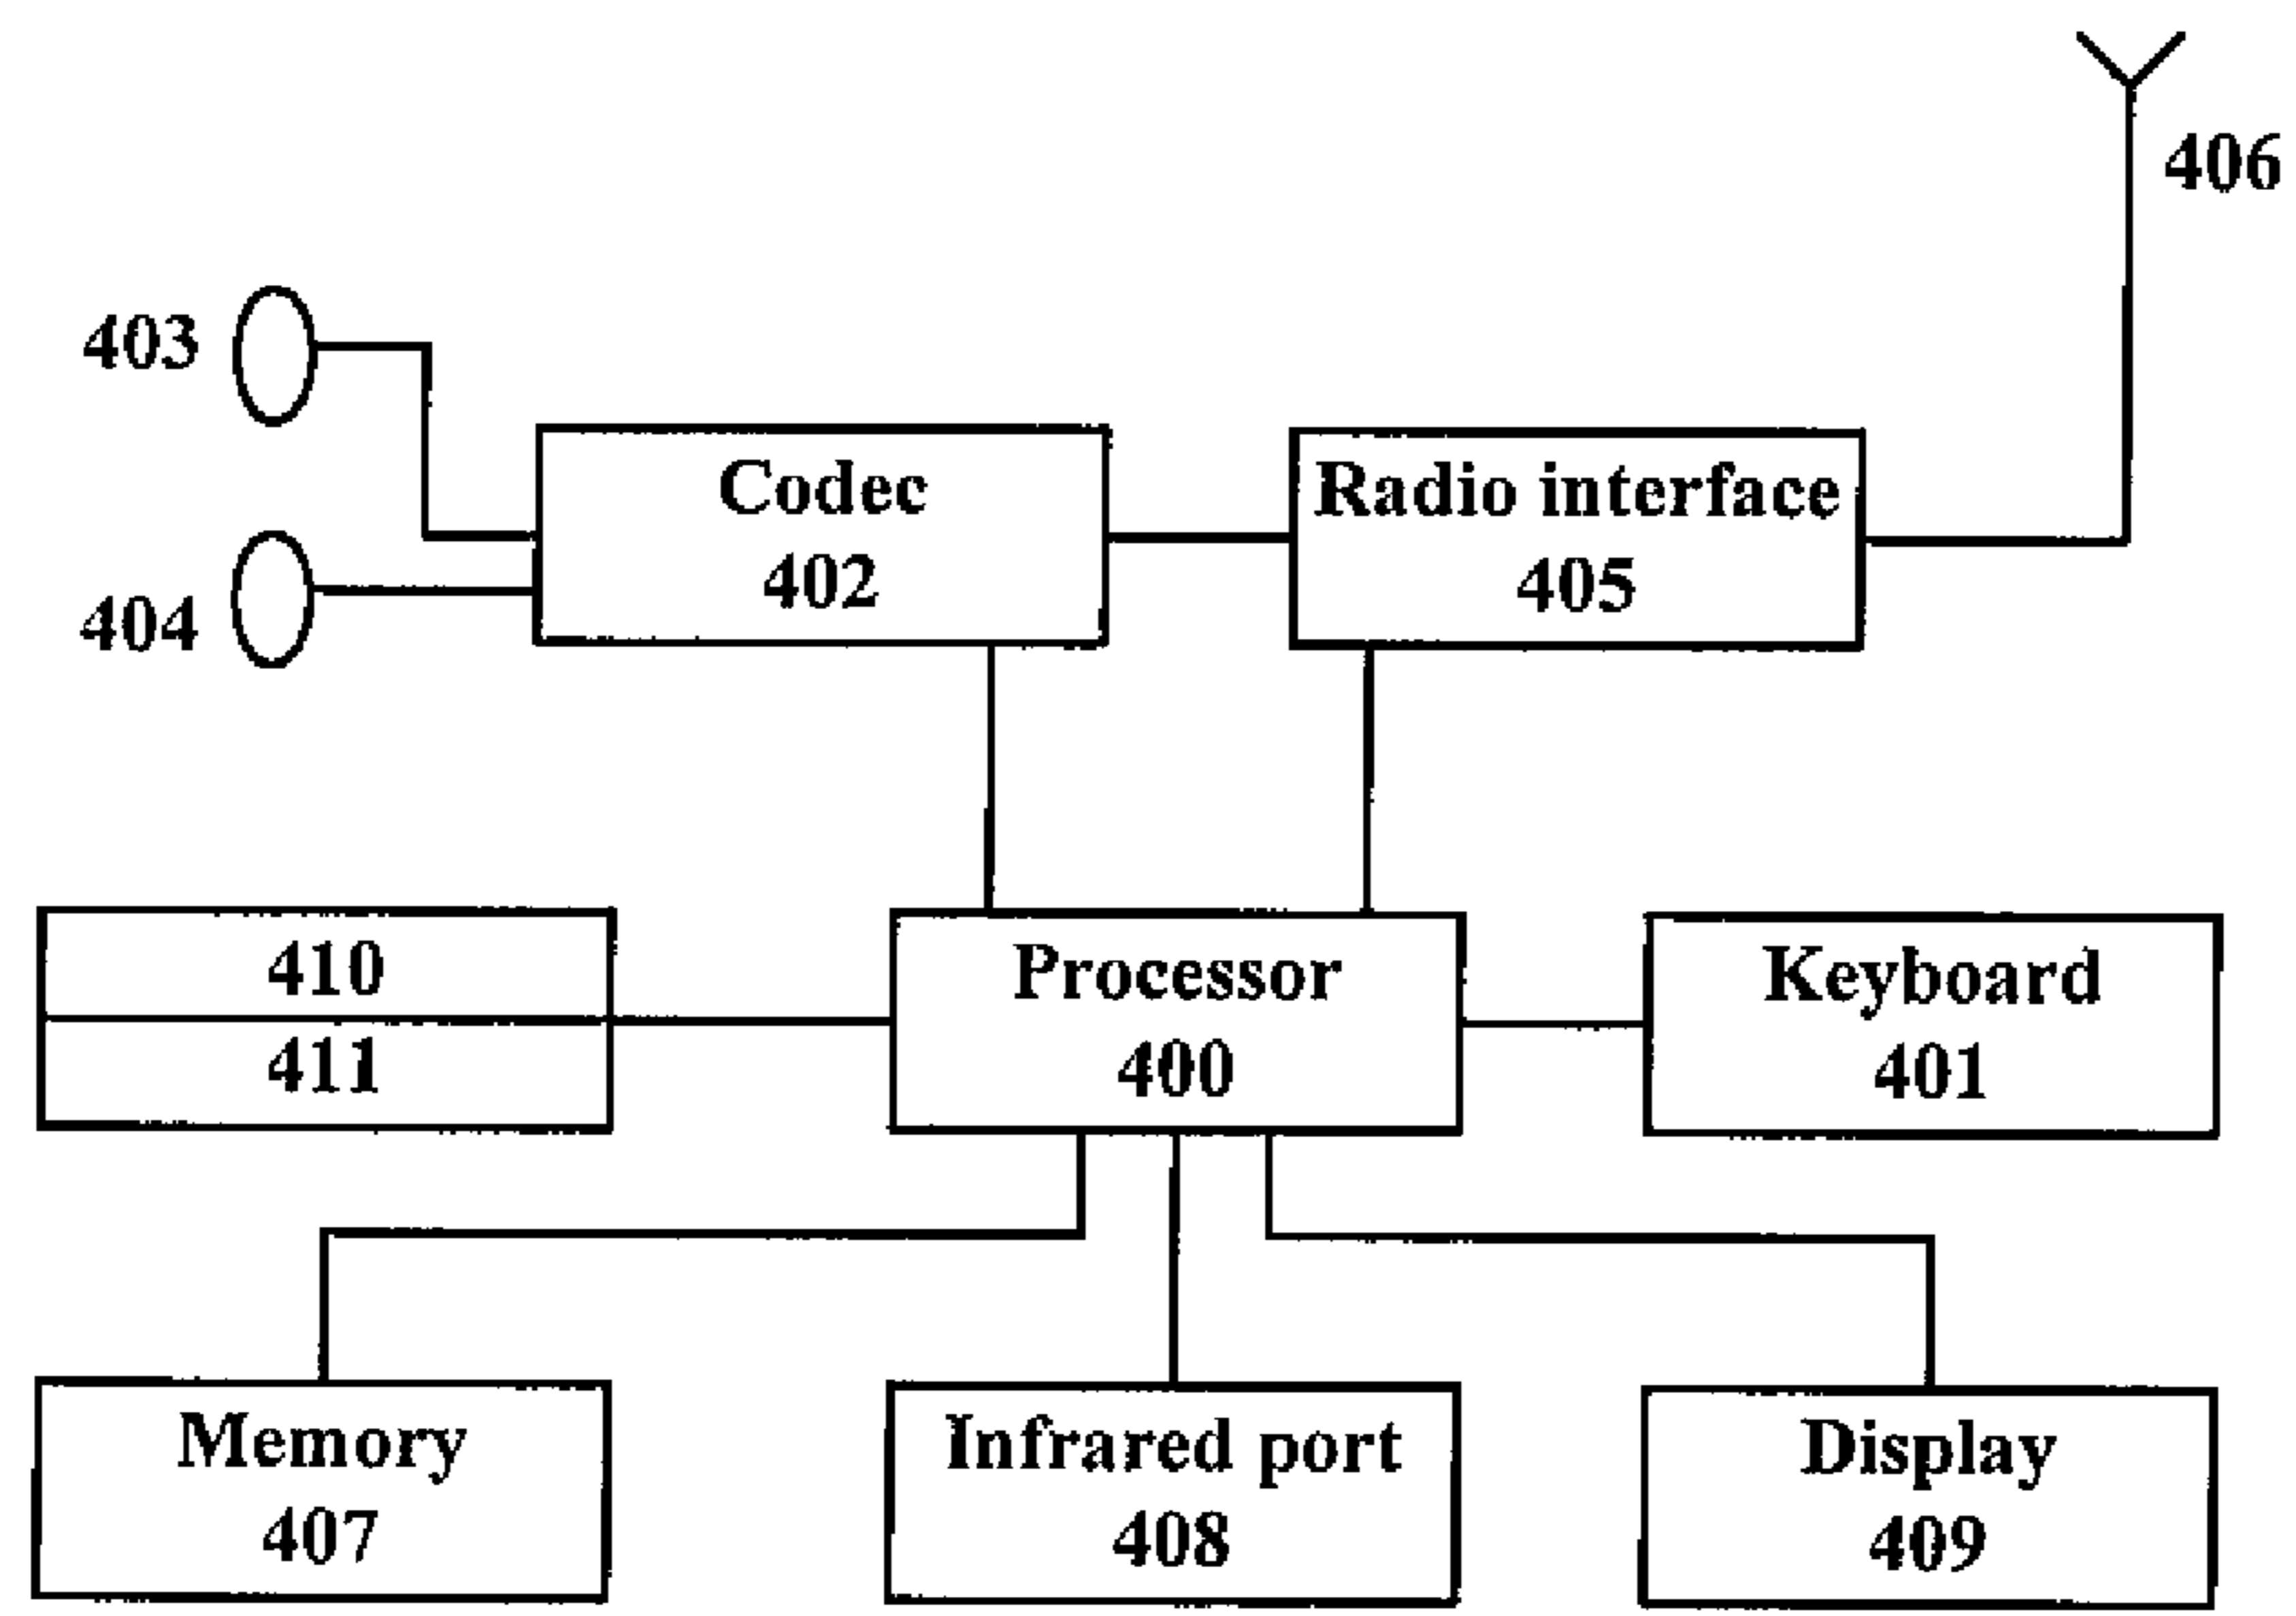 406
403
404
Codec
402
Radio interface
405
410
411
Processor
400
Keyboard
401
Memory
407
Infrared port
408
Display
409